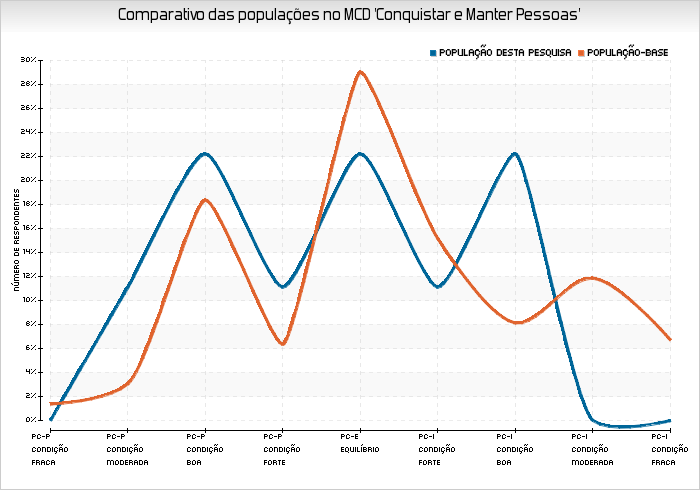 Comparativo das populações no MCD 'Conquistar e Manter Pessoas'
POPULAÇÃO DESTA PESQUISA POPULAÇÃO-BASE
NÚMERO DE RESPONDENTES
30%
28%
26%
24%
22%
20%
18%
16%
14%
12%
10%
8%
6%
4%
2%
0%
PC-P PC-P PC-P PC-P PC-E PC-I PC-I PC-I PC-I
CONDIÇÃO CONDIÇÃO CONDIÇÃO CONDIÇÃO EQUILÍBRIO CONDIÇÃO CONDIÇÃO CONDIÇÃO CONDIÇÃO
FRACA MODERADA BOA FORTE FORTE BOA MODERADA FRACA